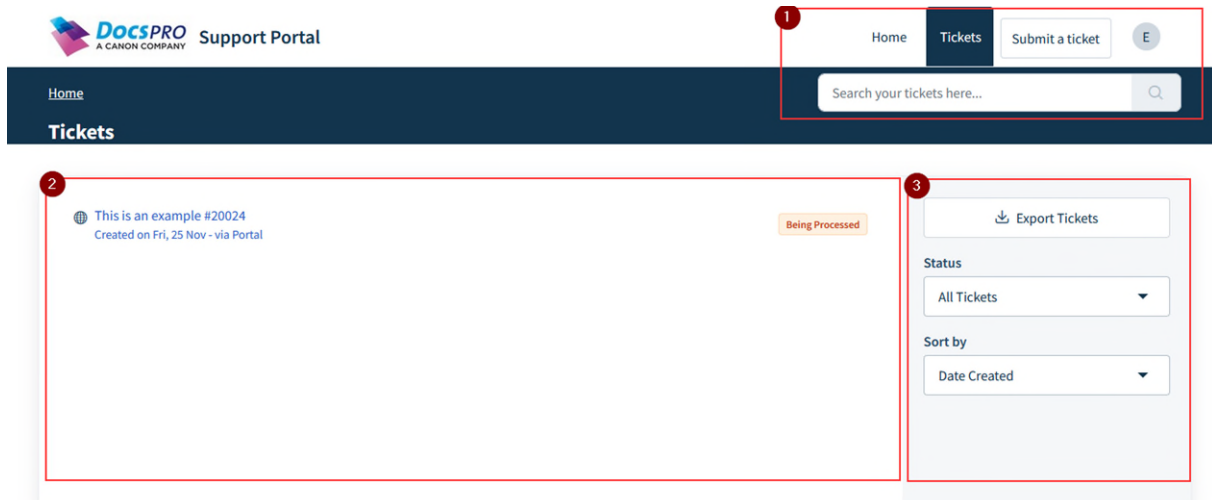 DOCSPRO
A CANON COMPANY
Support Portal
1
Home
Tickets
Submit a ticket
E
Home
Search your tickets here...
Tickets
2
This is an example #20024
Created on Fri, 25 Nov - via Portal
Being Processed
3
Export Tickets
Status
All Tickets
Sort by
Date Created